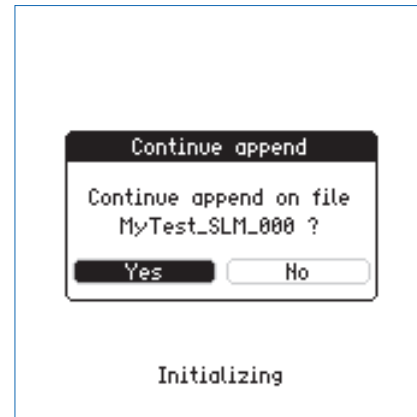 Continue append
Continue append on file
MyTest_SLM_000 ?
Yes No
Initializing